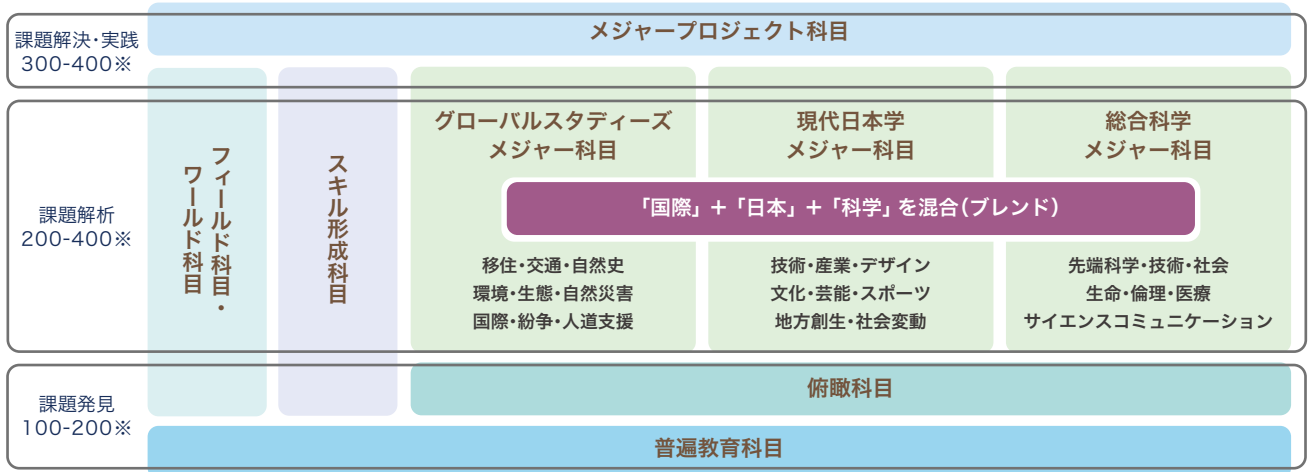 課題解決・実践
300-400※
メジャープロジェクト科目
課題解析
200-400※
フィールド科目・
ワールド科目
スキル形成科目
グローバルスタディーズ
メジャー科目
現代日本学
メジャー科目
総合科学
メジャー科目
「国際」+「日本」+「科学」を混合(ブレンド)
移住・交通・自然史
環境・生態・自然災害
国際・紛争・人道支援
技術・産業・デザイン
文化・芸能・スポーツ
地方創生・社会変動
先端科学・技術・社会
生命・倫理・医療
サイエンスコミュニケーション
課題発見
100-200※
俯瞰科目
普遍教育科目